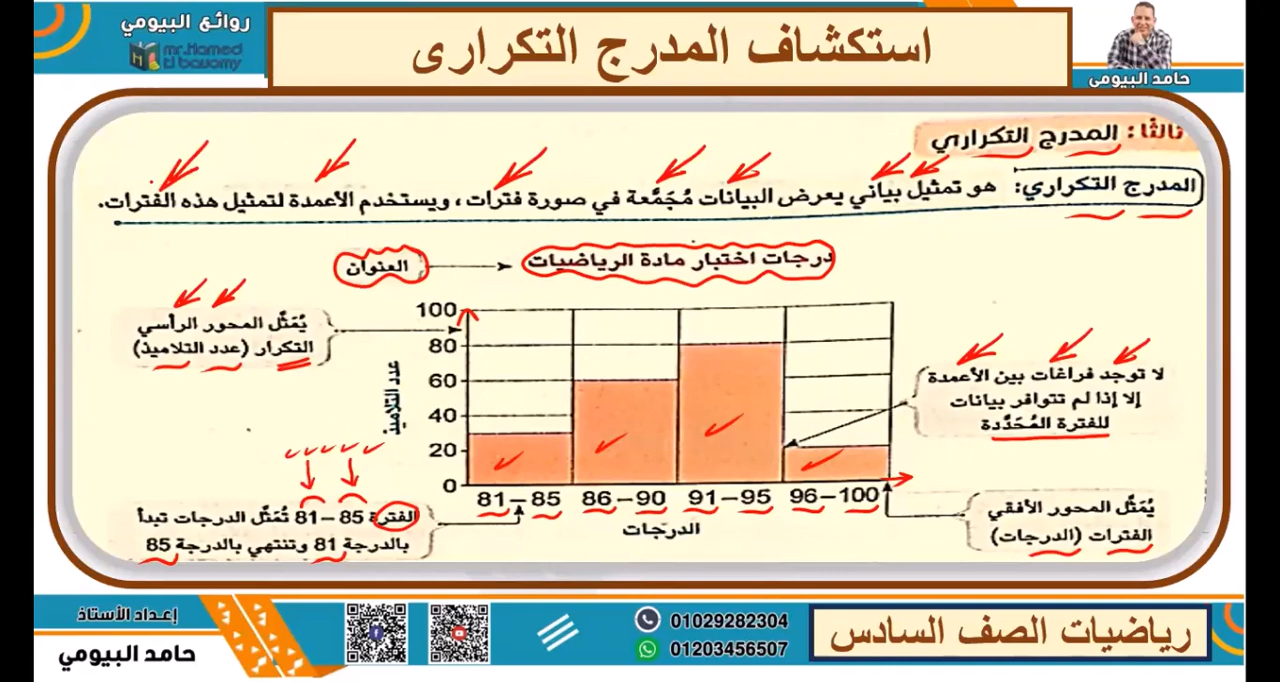 روائع البيومي
mr.Hamed
El bauomy
استكشاف المدرج التكرارى
حامد البيومى
ثالثًا: المدرج التكراري
المدرج التكراري: هو تمثيل بياني يعرض البيانات مُجَمَّعة في صورة فترات، ويستخدم الأعمدة لتمثيل هذه الفترات.
درجات اختبار مادة الرياضيات
العنوان
يُمَثِّل المحور الرأسي
التكرار (عدد التلاميذ)
عدد التلاميذ
100
80
60
40
20
0
81–85 86–90 91–95 96–100
الدرجات
لا توجد فراغات بين الأعمدة
إلا إذا لم تتوافر بيانات
للفترة المُحَدَّدة
يُمَثِّل المحور الأفقي
الفترات (الدرجات)
الفترة 85–81 تُمَثِّل الدرجات تبدأ
بالدرجة 81 وتنتهي بالدرجة 85
إعداد الأستاذ
حامد البيومي
01029282304
01203456507
رياضيات الصف السادس